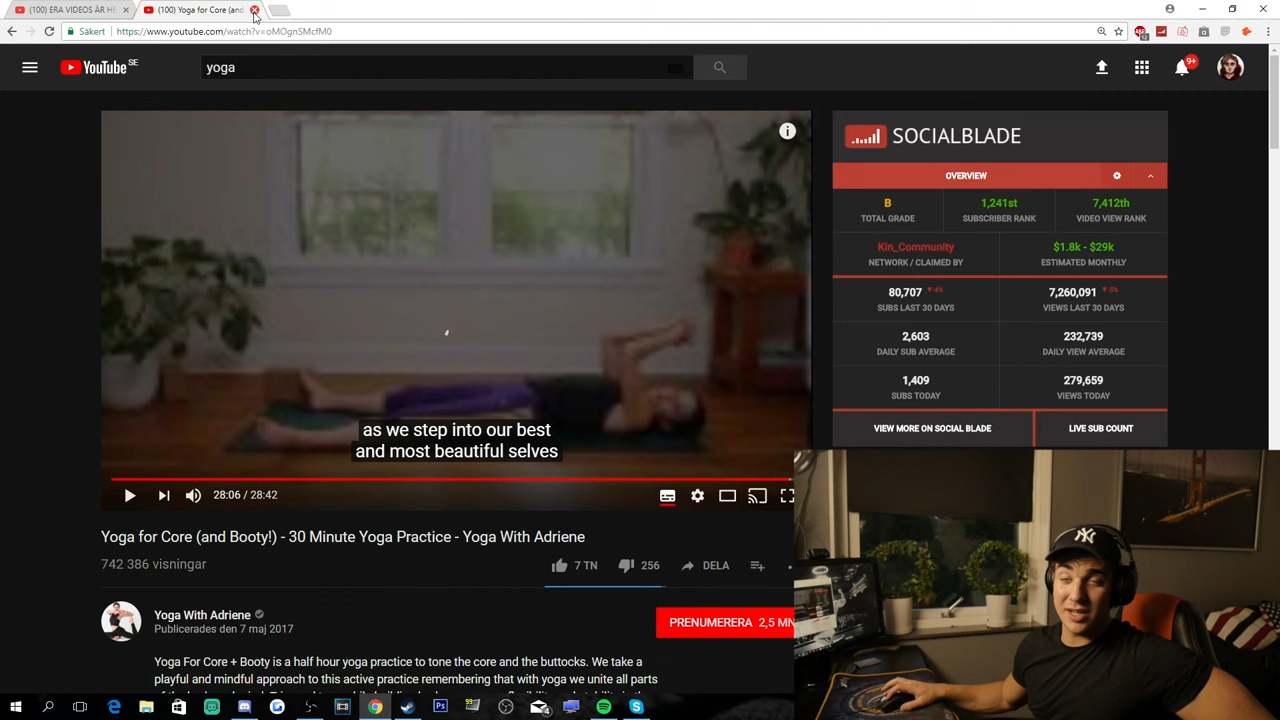 (100) ERA VIDEOS ÄR HE
(100) Yoga for Core (and
Säkert
https://www.youtube.com/watch?v=oMOgnSMcfM0
YouTube SE
yoga
9+
SOCIALBLADE
OVERVIEW
B
1,241st
7,412th
TOTAL GRADE
SUBSCRIBER RANK
VIDEO VIEW RANK
Kin_Community
$1.8k - $29k
NETWORK / CLAIMED BY
ESTIMATED MONTHLY
80,707 -4%
7,260,091 -5%
SUBS LAST 30 DAYS
VIEWS LAST 30 DAYS
2,603
232,739
DAILY SUB AVERAGE
DAILY VIEW AVERAGE
1,409
279,659
SUBS TODAY
VIEWS TODAY
VIEW MORE ON SOCIAL BLADE
LIVE SUB COUNT
as we step into our best
and most beautiful selves
28:06 / 28:42
Yoga for Core (and Booty!) - 30 Minute Yoga Practice - Yoga With Adriene
742 386 visningar
7 TN
256
DELA
Yoga With Adriene
Publicerades den 7 maj 2017
PRENUMERERA 2,5 MN
Yoga For Core + Booty is a half hour yoga practice to tone the core and the buttocks. We take a
playful and mindful approach to this active practice remembering that with yoga we unite all parts